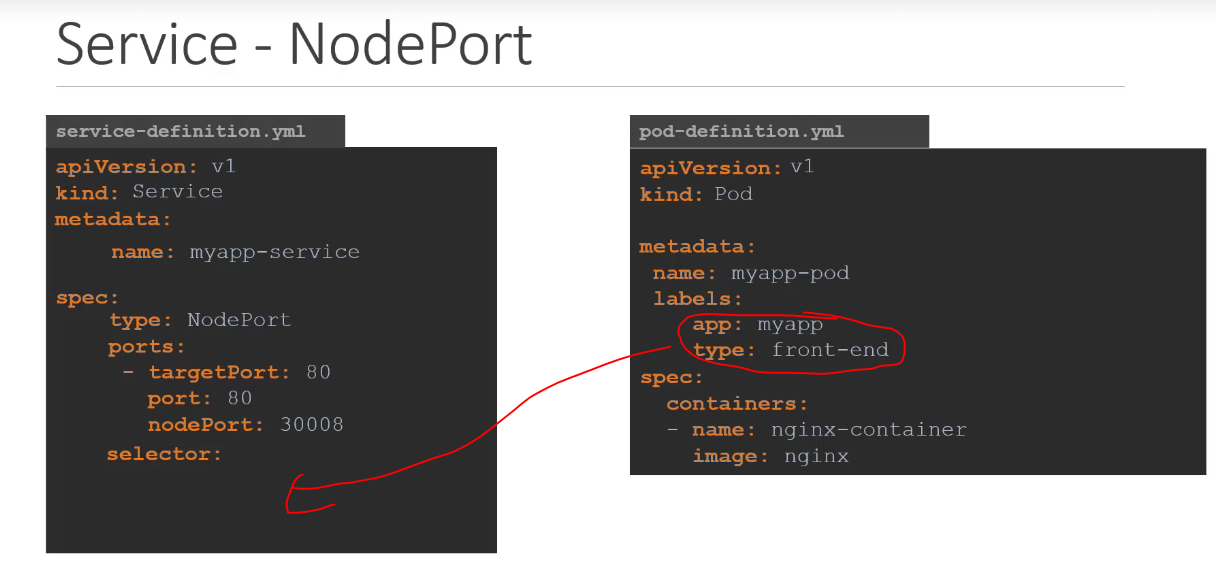 Service - NodePort
service-definition.yml
apiVersion: v1
kind: Service
metadata:
name: myapp-service
spec:
type: NodePort
ports:
- targetPort: 80
port: 80
nodePort: 30008
selector:
pod-definition.yml
apiVersion: v1
kind: Pod
metadata:
name: myapp-pod
labels:
app: myapp
type: front-end
spec:
containers:
- name: nginx-container
image: nginx